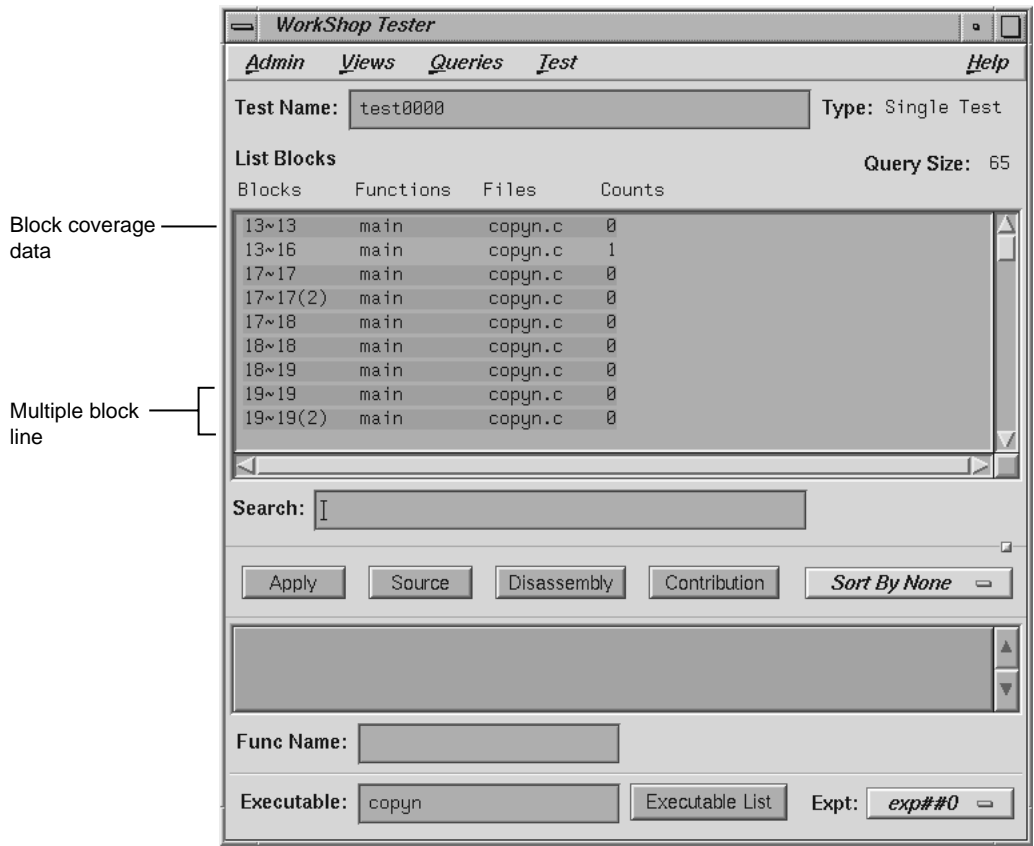 WorkShop Tester
Admin Views Queries Test Help
Test Name: test0000 Type: Single Test
List Blocks Query Size: 65
Blocks Functions Files Counts
13~13 main copyn.c 0
13~16 main copyn.c 1
17~17 main copyn.c 0
17~17(2) main copyn.c 0
17~18 main copyn.c 0
18~18 main copyn.c 0
18~19 main copyn.c 0
19~19 main copyn.c 0
19~19(2) main copyn.c 0
Block coverage
data
Multiple block
line
Search:
Apply Source Disassembly Contribution Sort By None
Func Name:
Executable: copyn Executable List Expt: exp##0